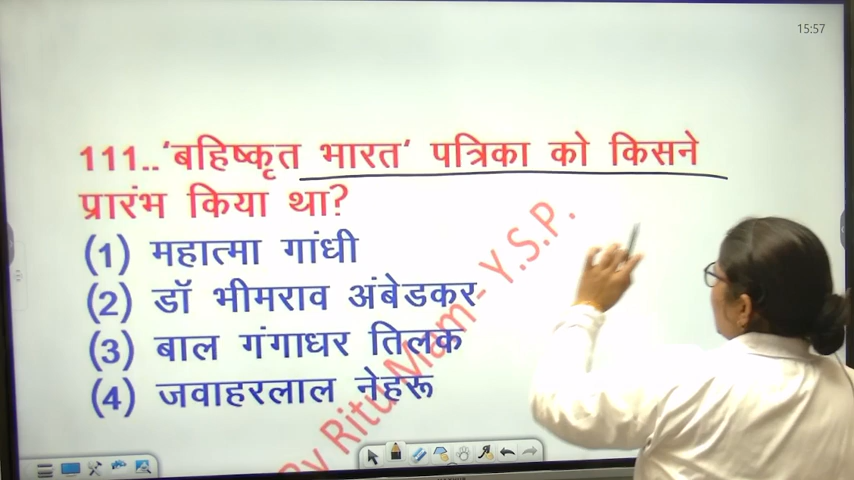 15:57
111..‘बहिष्कृत भारत’ पत्रिका को किसने
प्रारंभ किया था?
(1) महात्मा गांधी
(2) डॉ भीमराव अंबेडकर
(3) बाल गंगाधर तिलक
(4) जवाहरलाल नेहरू
By Ritu Mam - Y.S.P.